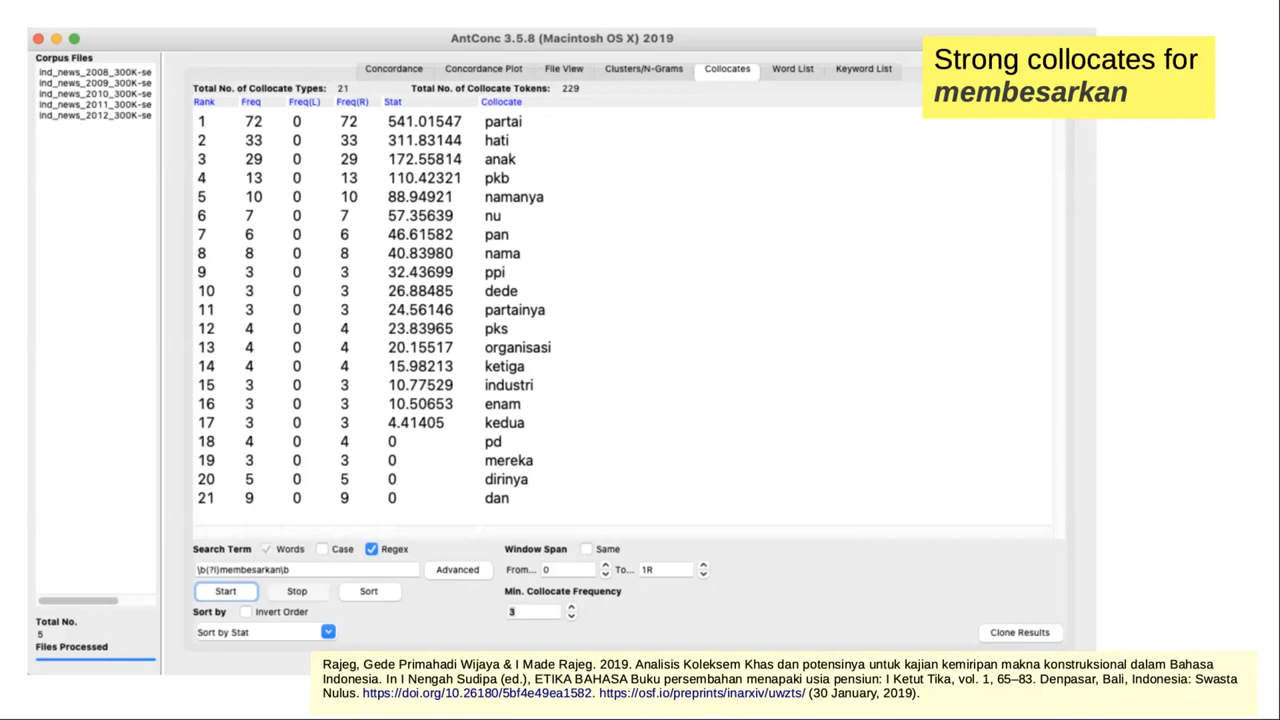 AntConc 3.5.8 (Macintosh OS X) 2019
Strong collocates for
membesarkan
Corpus Files
ind_news_2008_300K-se
ind_news_2009_300K-se
ind_news_2010_300K-se
ind_news_2011_300K-se
ind_news_2012_300K-se
Concordance Concordance Plot File View Clusters/N-Grams Collocates Word List Keyword List
Total No. of Collocate Types: 21 Total No. of Collocate Tokens: 229
Rank Freq Freq(L) Freq(R) Stat Collocate
1 72 0 72 541.01547 partai
2 33 0 33 311.83144 hati
3 29 0 29 172.55814 anak
4 13 0 13 110.42321 pkb
5 10 0 10 88.94921 namanya
6 7 0 7 57.35639 nu
7 6 0 6 46.61582 pan
8 8 0 8 40.83980 nama
9 3 0 3 32.43699 ppi
10 3 0 3 26.88485 dede
11 3 0 3 24.56146 partainya
12 4 0 4 23.83965 pks
13 4 0 4 20.15517 organisasi
14 4 0 4 15.98213 ketiga
15 3 0 3 10.77529 industri
16 3 0 3 10.50653 enam
17 3 0 3 4.41405 kedua
18 4 0 4 0 pd
19 3 0 3 0 mereka
20 5 0 5 0 dirinya
21 9 0 9 0 dan
Search Term Words Case Regex Window Span Same
\b(?i)membesarkan\b Advanced From... 0 To... 1R
Start Stop Sort Min. Collocate Frequency
Sort by Invert Order 3
Sort by Stat Clone Results
Total No.
5
Files Processed
Rajeg, Gede Primahadi Wijaya & I Made Rajeg. 2019. Analisis Koleksem Khas dan potensinya untuk kajian kemiripan makna konstruksional dalam Bahasa
Indonesia. In I Nengah Sudipa (ed.), ETIKA BAHASA Buku persembahan menapaki usia pensiun: I Ketut Tika, vol. 1, 65–83. Denpasar, Bali, Indonesia: Swasta
Nulus. https://doi.org/10.26180/5bf4e49ea1582. https://osf.io/preprints/inarxiv/uwzts/ (30 January, 2019).